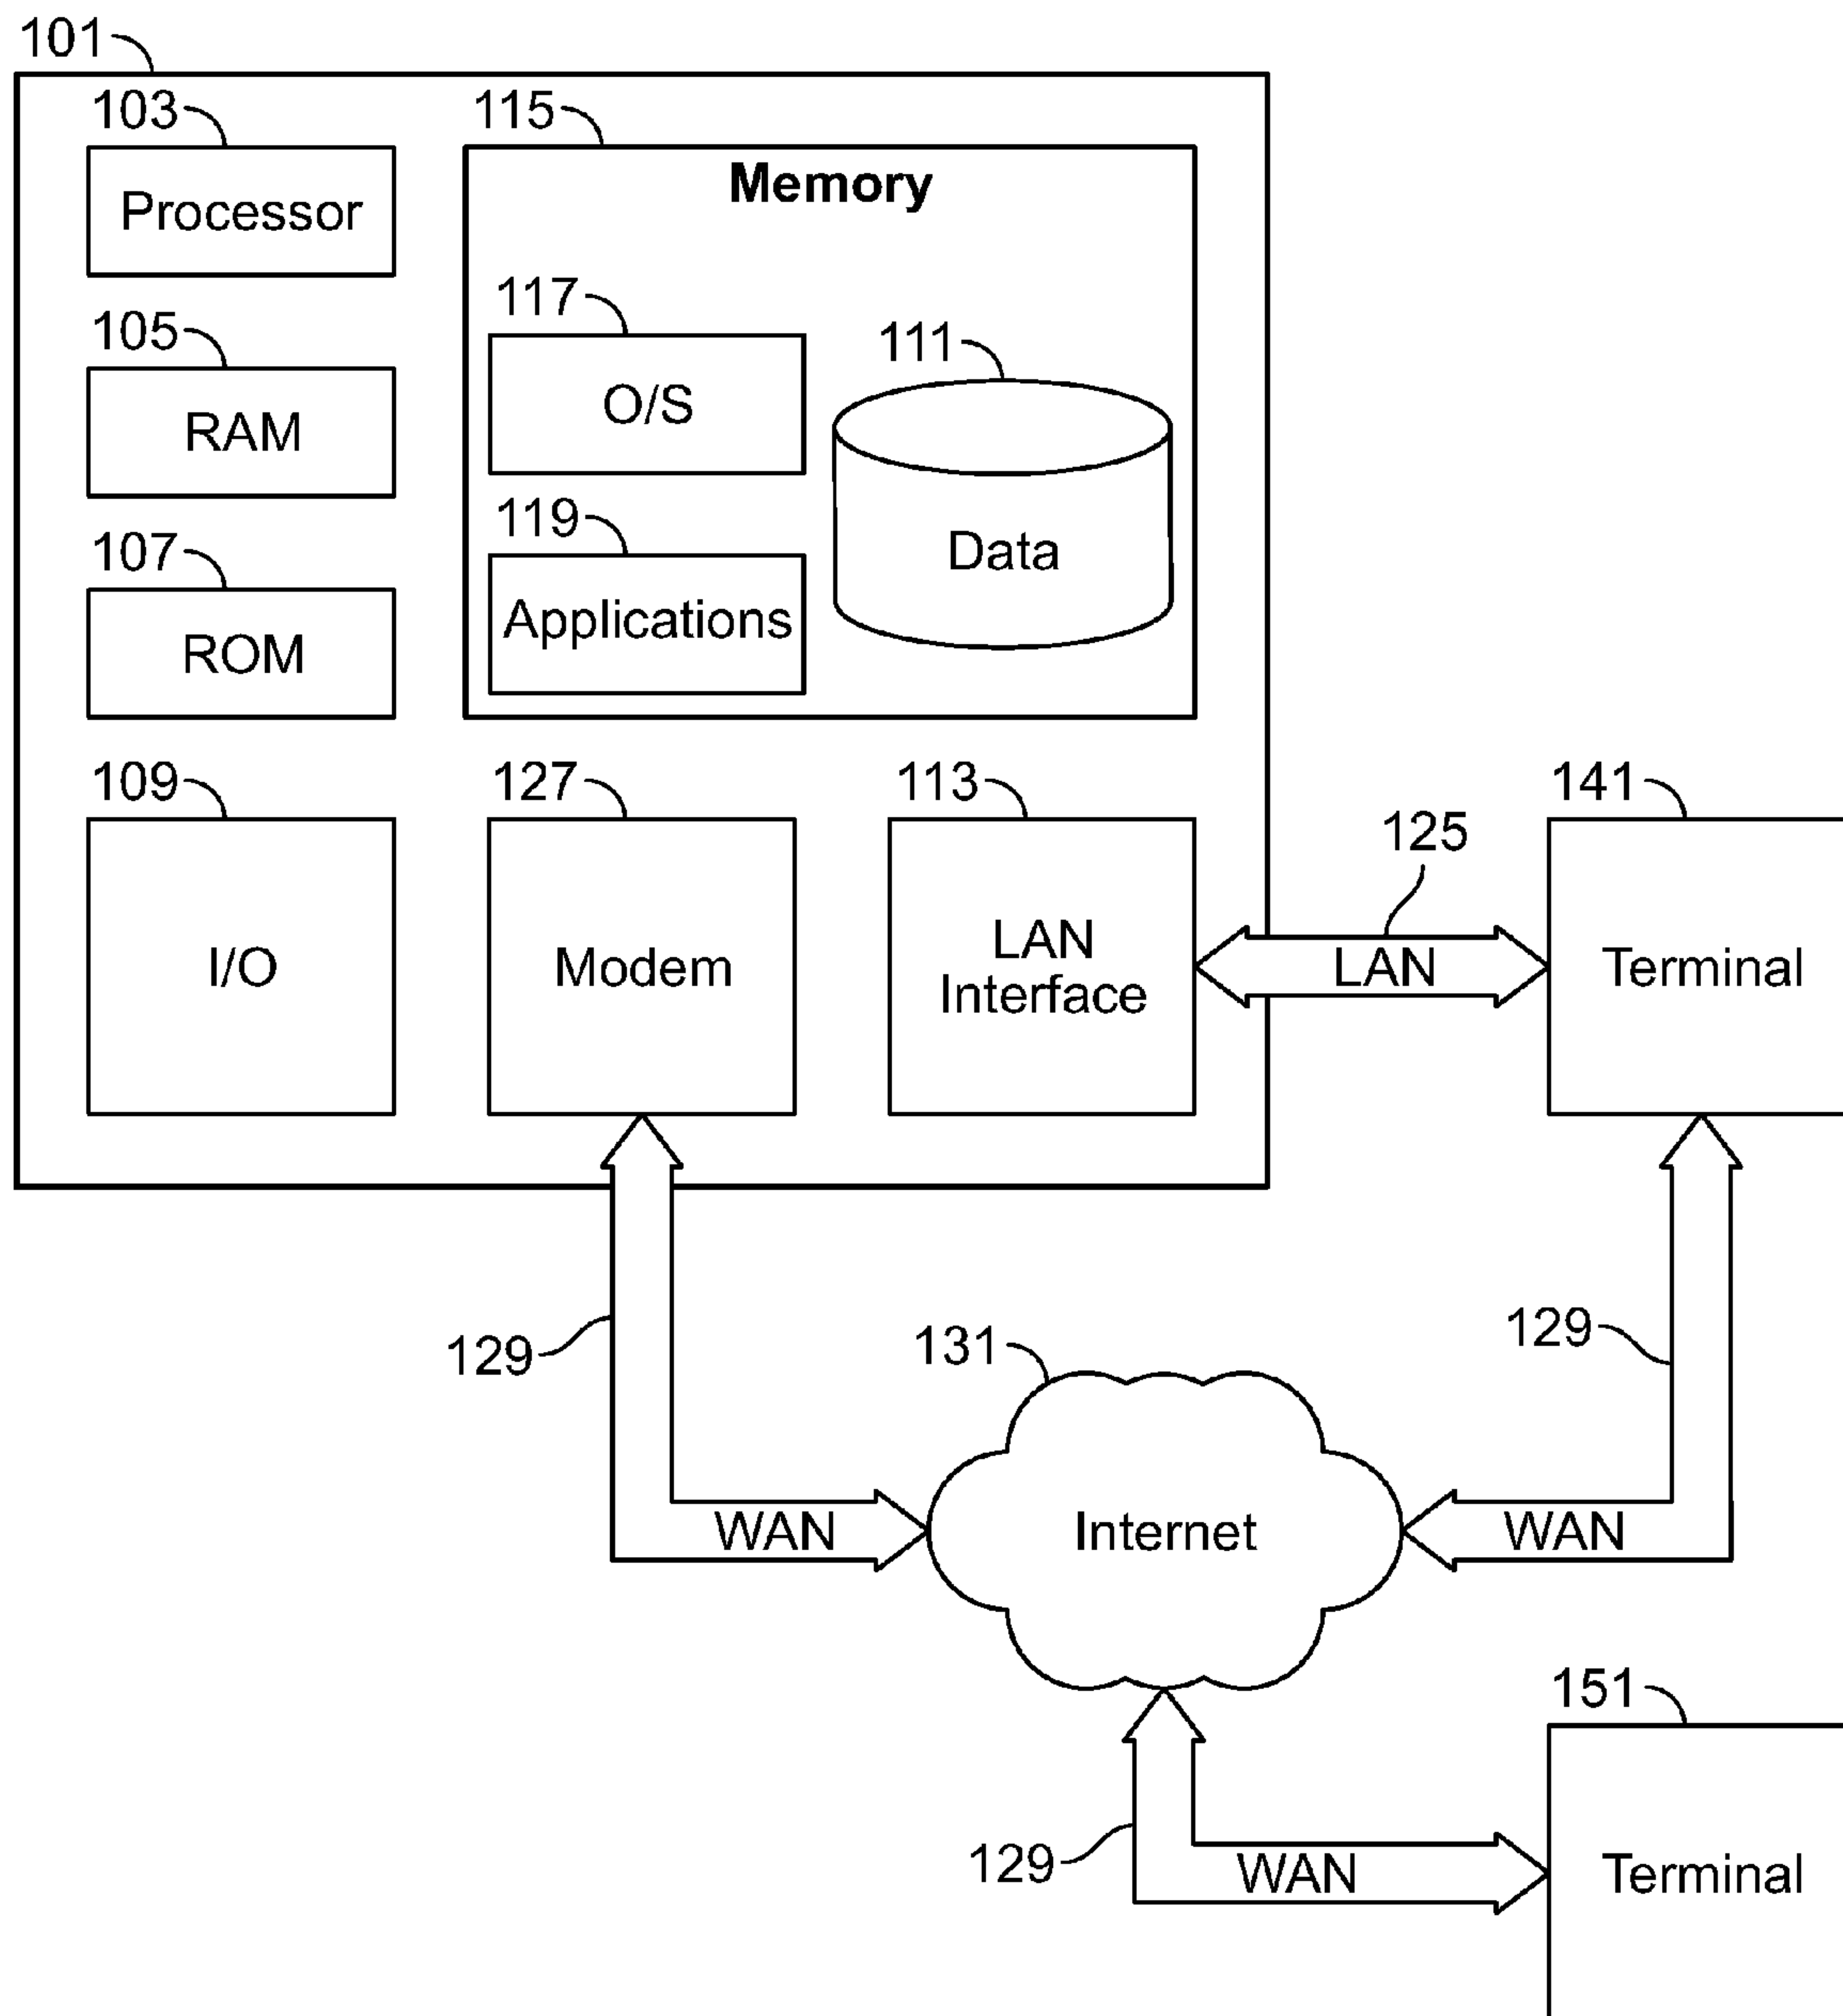 101
103
115
Processor
Memory
117
111
105
O/S
RAM
119
107
Data
Applications
ROM
109
127
113
141
125
I/O
Modem
LAN
Interface
LAN
Terminal
129
131
129
WAN
Internet
WAN
151
129
WAN
Terminal